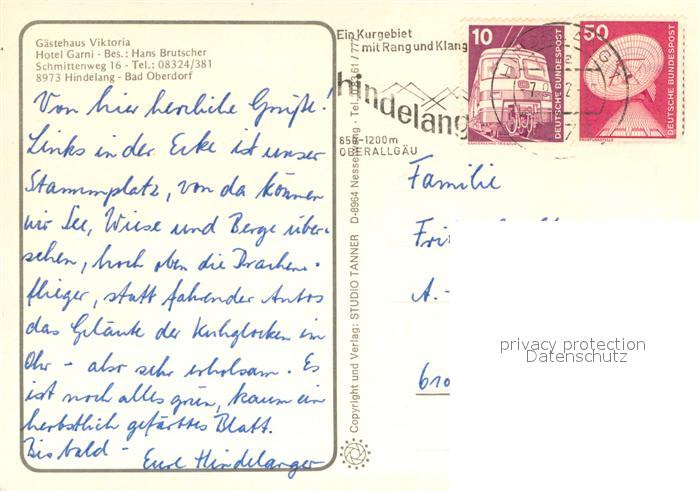 Gästehaus Viktoria
Hotel Garni - Bes.: Hans Brutscher
Schmittenweg 16 - Tel.: 08324/381
8973 Hindelang - Bad Oberdorf
Von hier herzliche Grüße!
Links in der Ecke ist unser
Stammplatz, von da können
wir See, Wiese und Berge über-
sehen, hoch oben die Drachen-
flieger, statt fahrender Autos
das Geläute der Kuhglocken im
Ohr - also sehr erholsam. Es
ist noch alles grün, kaum ein
herbstlich gefärbtes Blatt.
Bis bald - Eure Hindelanger
Copyright und Verlag: STUDIO TANNER D-8964 Nesselwang
Ein Kurgebiet
mit Rang und Klang
hindelang
850-1200m
OBERALLGÄU
10
DEUTSCHE BUNDESPOST
50
DEUTSCHE BUNDESPOST
Familie
A.-
610
privacy protection
Datenschutz